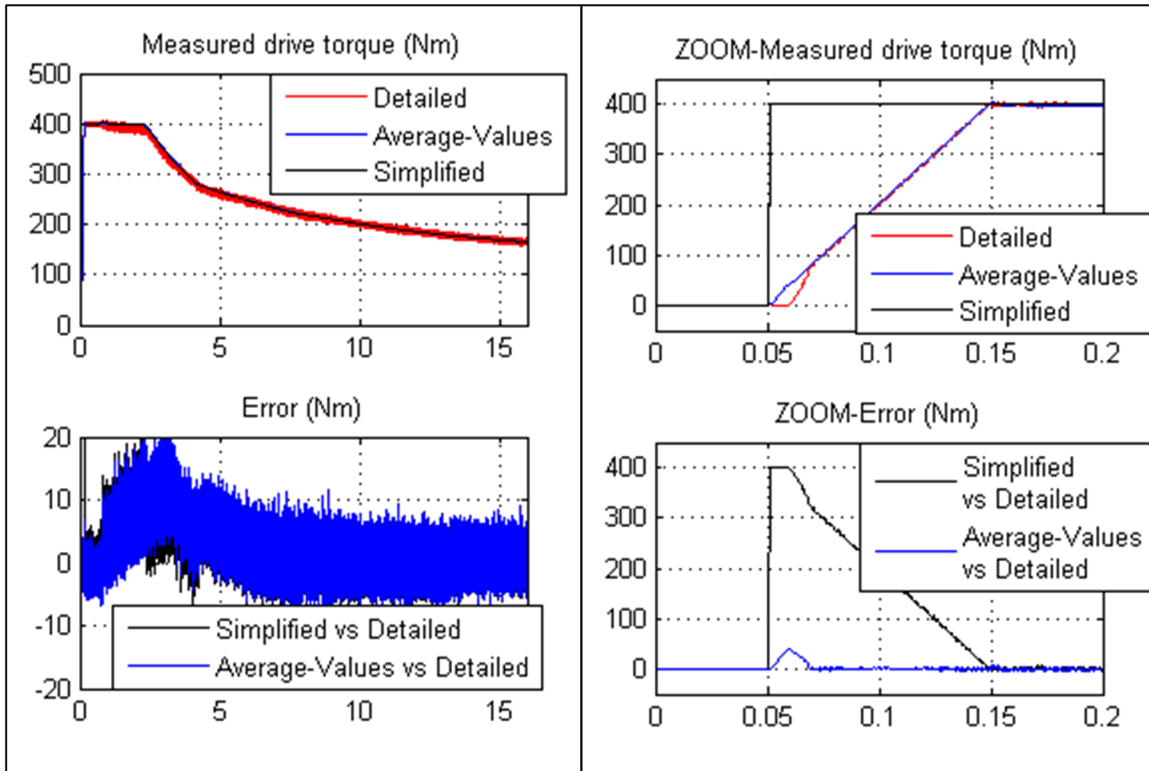 Measured drive torque (Nm)
500
400
300
200
100
0
Detailed
Average-Values
Simplified
0
5
10
15
Error (Nm)
20
10
0
-10
-20
Simplified vs Detailed
Average-Values vs Detailed
0
5
10
15
ZOOM-Measured drive torque (Nm)
400
300
200
100
0
Detailed
Average-Values
Simplified
0
0.05
0.1
0.15
0.2
ZOOM-Error (Nm)
400
300
200
100
0
Simplified
vs Detailed
Average-Values
vs Detailed
0
0.05
0.1
0.15
0.2